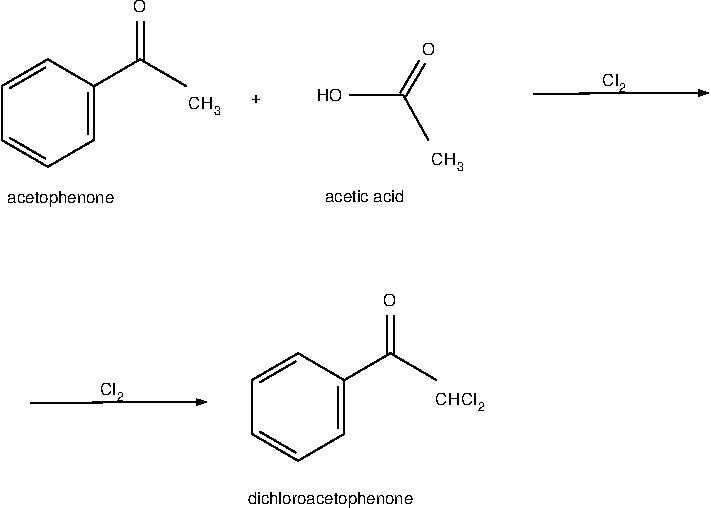 O
CH3
+
HO
O
CH3
Cl2
acetophenone
acetic acid
Cl2
O
CHCl2
dichloroacetophenone